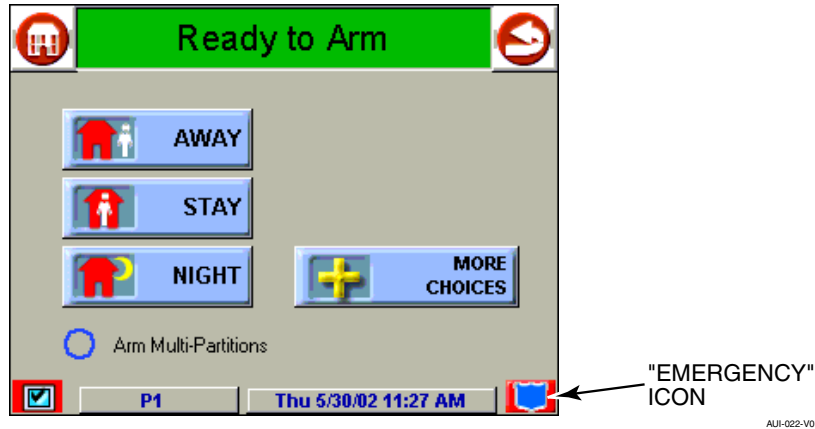 Ready to Arm
AWAY
STAY
NIGHT
MORE
CHOICES
Arm Multi-Partitions
P1
Thu 5/30/02 11:27 AM
"EMERGENCY"
ICON
AUI-022-V0